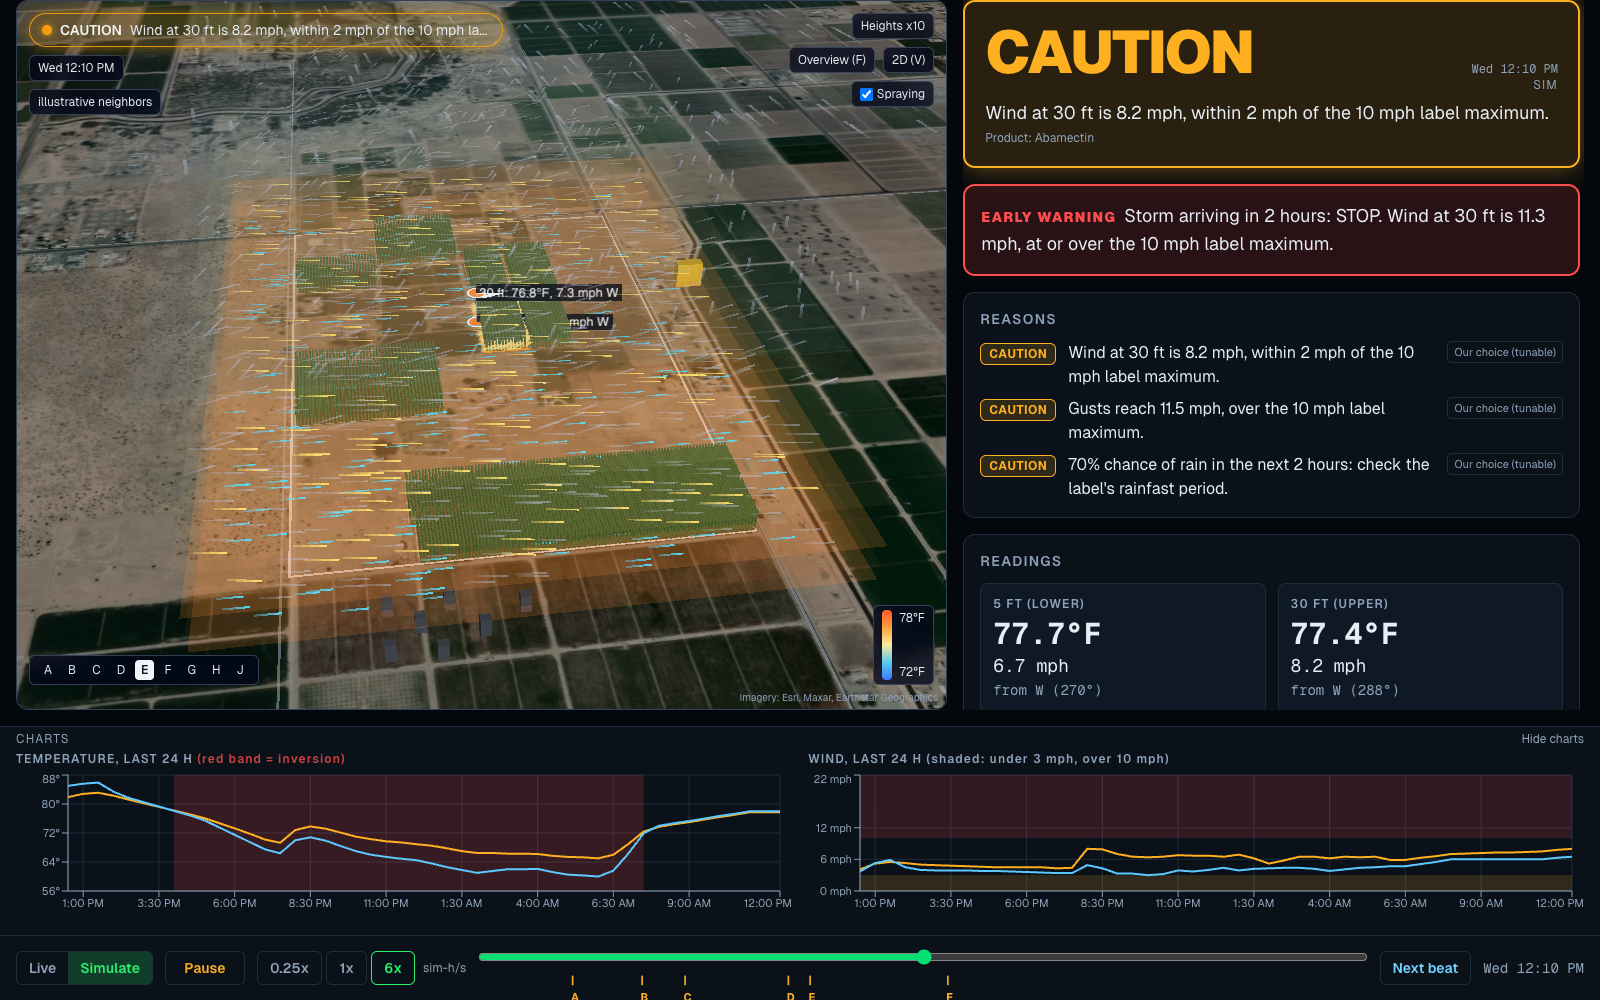 CAUTION Wind at 30 ft is 8.2 mph, within 2 mph of the 10 mph la...
Wed 12:10 PM
illustrative neighbors
Heights x10
Overview (F)
2D (V)
Spraying
30 ft: 76.8°F, 7.3 mph W
mph W
A B C D E F G H J
78°F
72°F
Imagery: Esri, Maxar, Earthstar Geographics
CAUTION
Wed 12:10 PM
SIM
Wind at 30 ft is 8.2 mph, within 2 mph of the 10 mph label maximum.
Product: Abamectin
EARLY WARNING Storm arriving in 2 hours: STOP. Wind at 30 ft is 11.3
mph, at or over the 10 mph label maximum.
REASONS
CAUTION Wind at 30 ft is 8.2 mph, within 2 mph of the 10 Our choice (tunable)
mph label maximum.
CAUTION Gusts reach 11.5 mph, over the 10 mph label Our choice (tunable)
maximum.
CAUTION 70% chance of rain in the next 2 hours: check the Our choice (tunable)
label's rainfast period.
READINGS
5 FT (LOWER)
77.7°F
6.7 mph
from W (270°)
30 FT (UPPER)
77.4°F
8.2 mph
from W (288°)
CHARTS
Hide charts
TEMPERATURE, LAST 24 H (red band = inversion)
88°
80°
72°
64°
56°
1:00 PM 3:30 PM 6:00 PM 8:30 PM 11:00 PM 1:30 AM 4:00 AM 6:30 AM 9:00 AM 12:00 PM
WIND, LAST 24 H (shaded: under 3 mph, over 10 mph)
22 mph
12 mph
6 mph
0 mph
1:00 PM 3:30 PM 6:00 PM 8:30 PM 11:00 PM 1:30 AM 4:00 AM 6:30 AM 9:00 AM 12:00 PM
Live Simulate Pause 0.25x 1x 6x sim-h/s
A B C D E F
Next beat Wed 12:10 PM